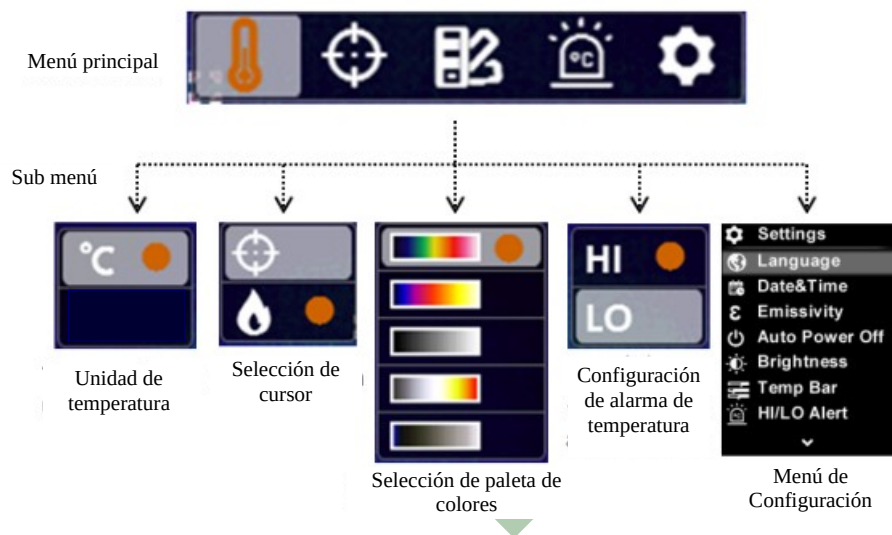 Menú principal
°C
Sub menú
°C
HI
LO
Settings
Language
Date&Time
ε Emissivity
Auto Power Off
Brightness
Temp Bar
°C HI/LO Alert
Unidad de
temperatura
Selección de
cursor
Selección de paleta de
colores
Configuración
de alarma de
temperatura
Menú de
Configuración